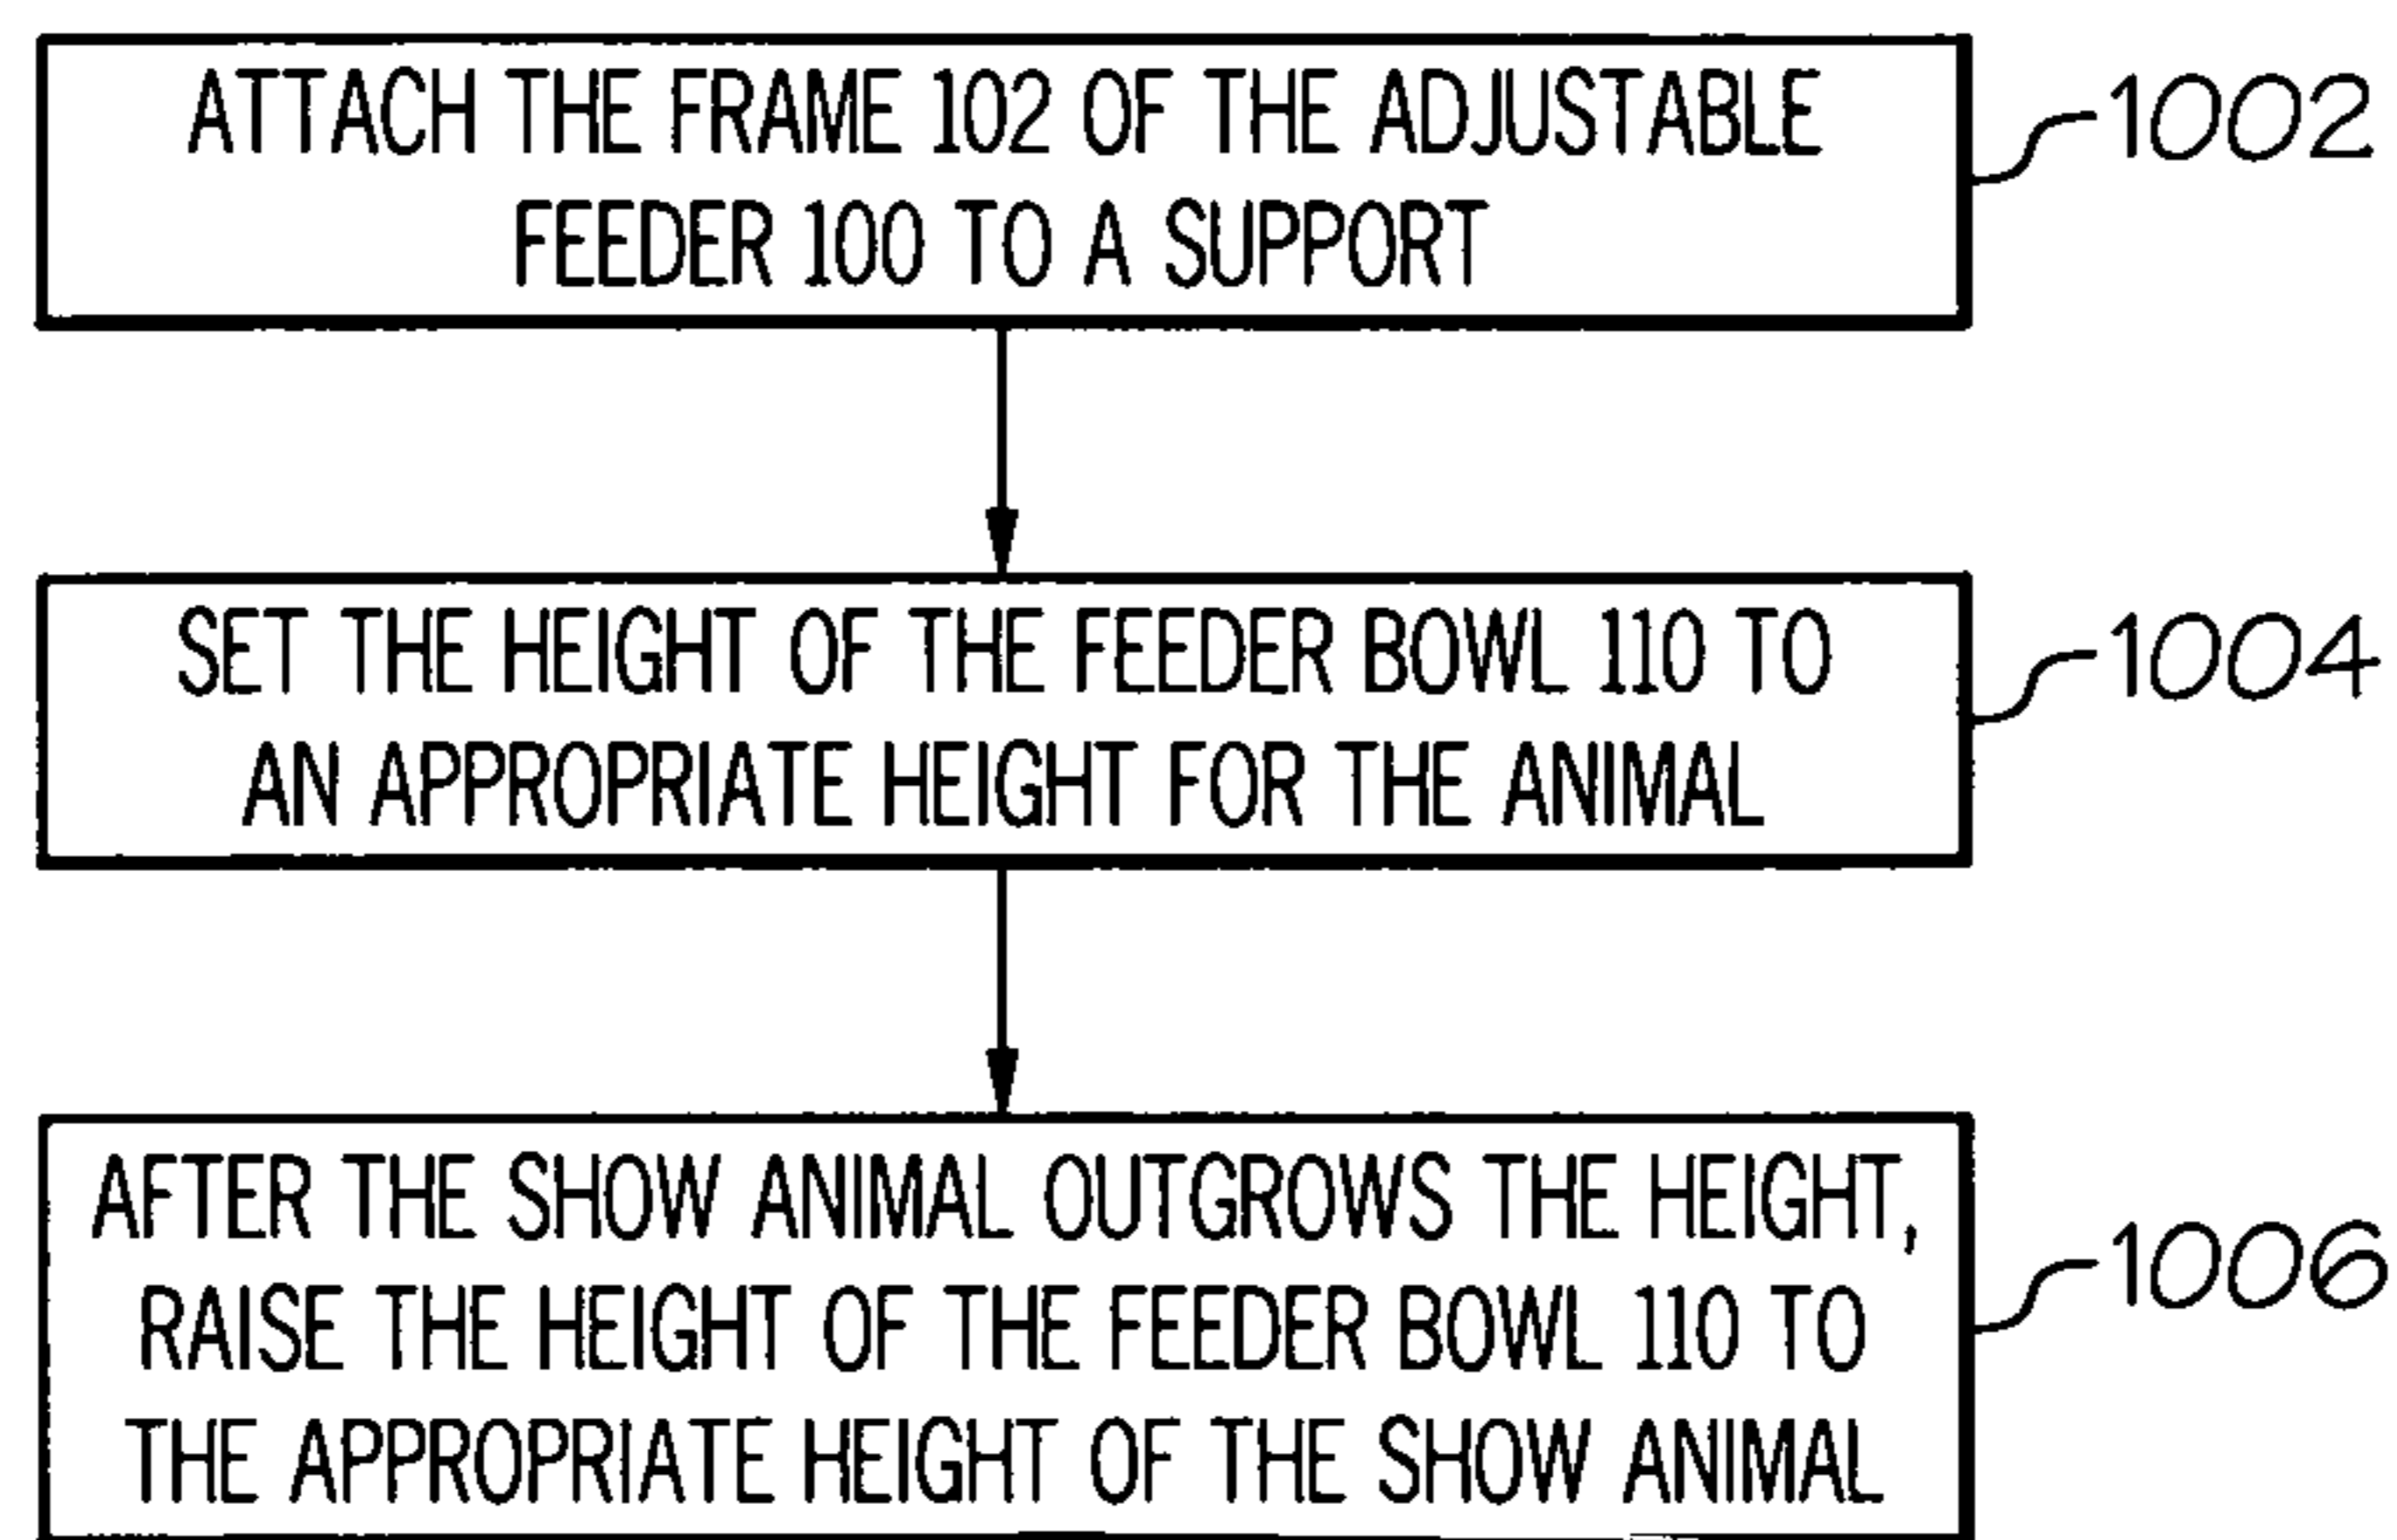 ATTACH THE FRAME 102 OF THE ADJUSTABLE
FEEDER 100 TO A SUPPORT
1002
SET THE HEIGHT OF THE FEEDER BOWL 110 TO
AN APPROPRIATE HEIGHT FOR THE ANIMAL
1004
AFTER THE SHOW ANIMAL OUTGROWS THE HEIGHT,
RAISE THE HEIGHT OF THE FEEDER BOWL 110 TO
THE APPROPRIATE HEIGHT OF THE SHOW ANIMAL
1006